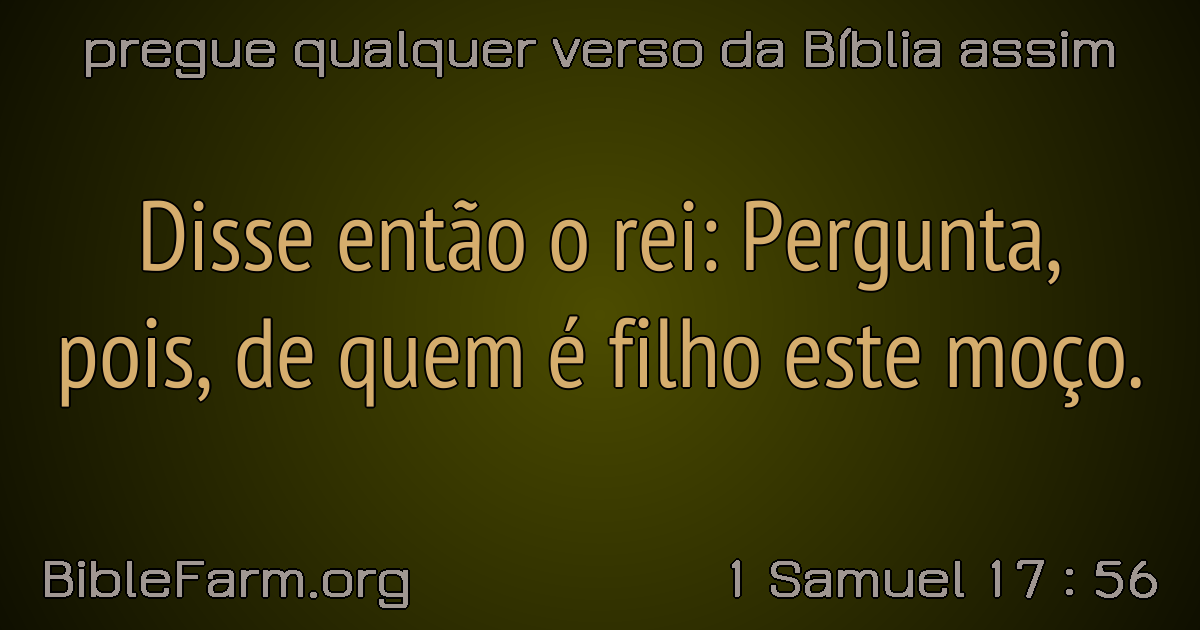 pregue qualquer verso da Bíblia assim
Disse então o rei: Pergunta,
pois, de quem é filho este moço.
BibleFarm.org
1 Samuel 17 : 56